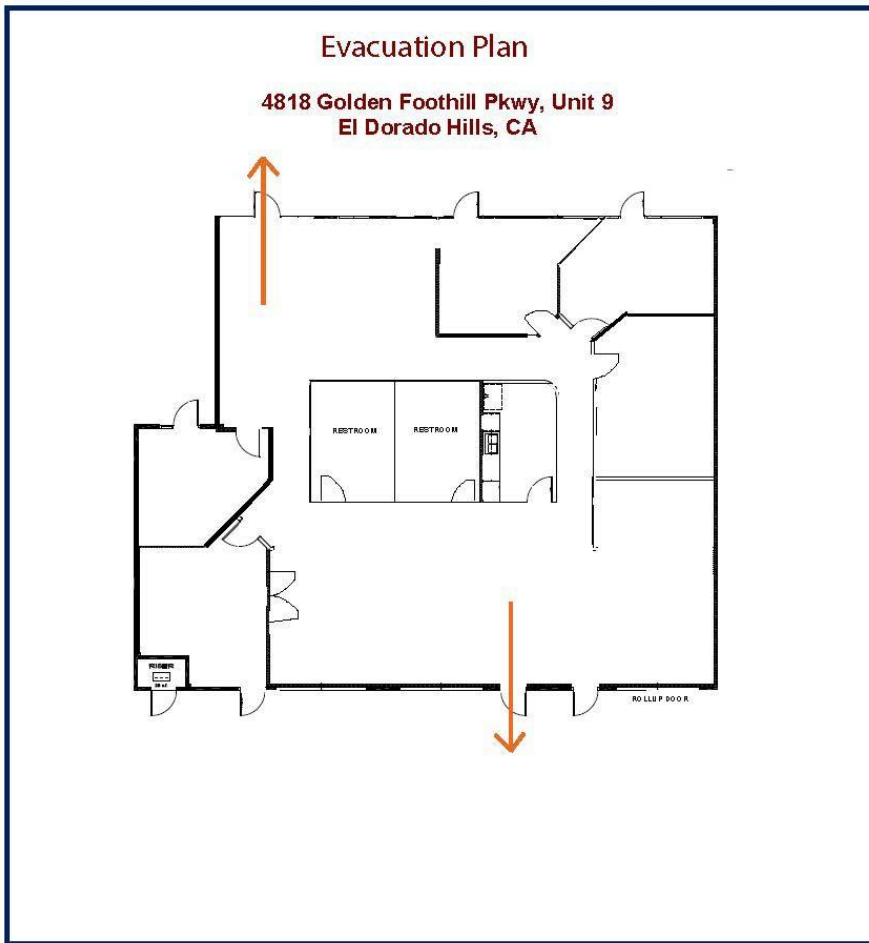 Evacuation Plan
4818 Golden Foothill Pkwy, Unit 9
El Dorado Hills, CA
RESTROOM
RESTROOM
RISER
ROLLUP DOOR